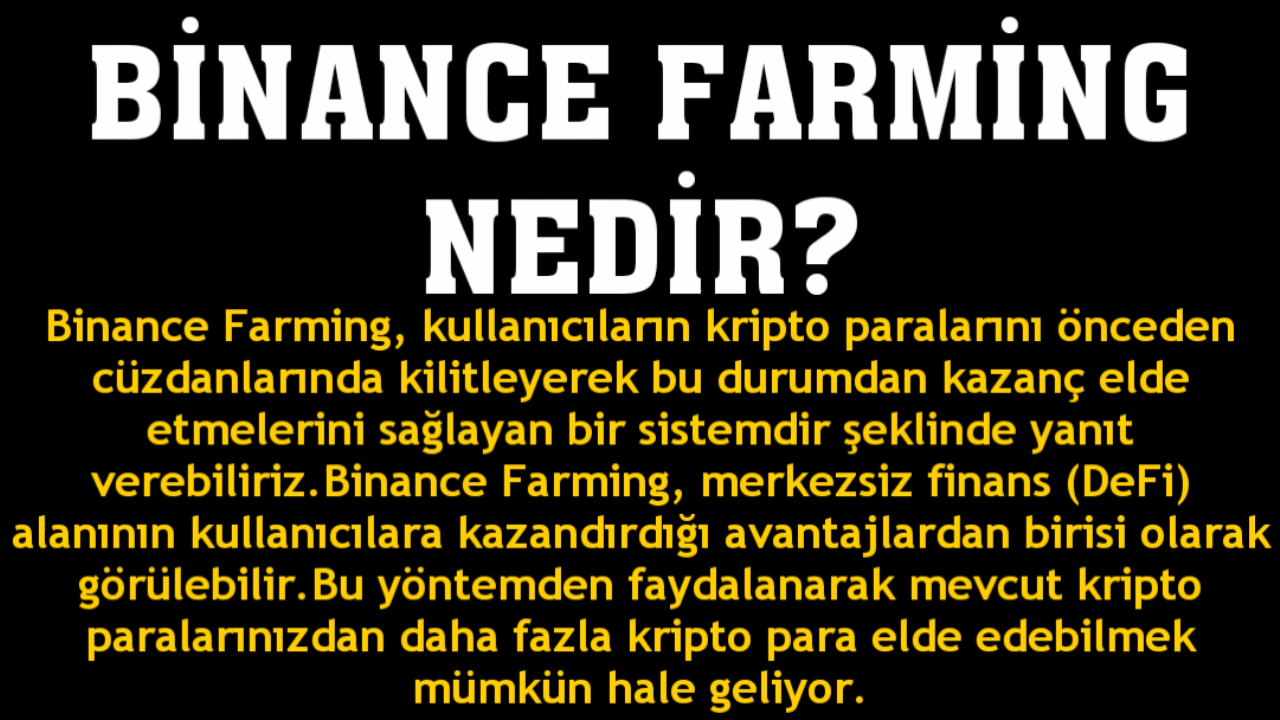 BİNANCE FARMİNG
NEDİR?
Binance Farming, kullanıcıların kripto paralarını önceden
cüzdanlarında kilitleyerek bu durumdan kazanç elde
etmelerini sağlayan bir sistemdir şeklinde yanıt
verebiliriz.Binance Farming, merkezsiz finans (DeFi)
alanının kullanıcılara kazandırdığı avantajlardan birisi olarak
görülebilir.Bu yöntemden faydalanarak mevcut kripto
paralarınızdan daha fazla kripto para elde edebilmek
mümkün hale geliyor.